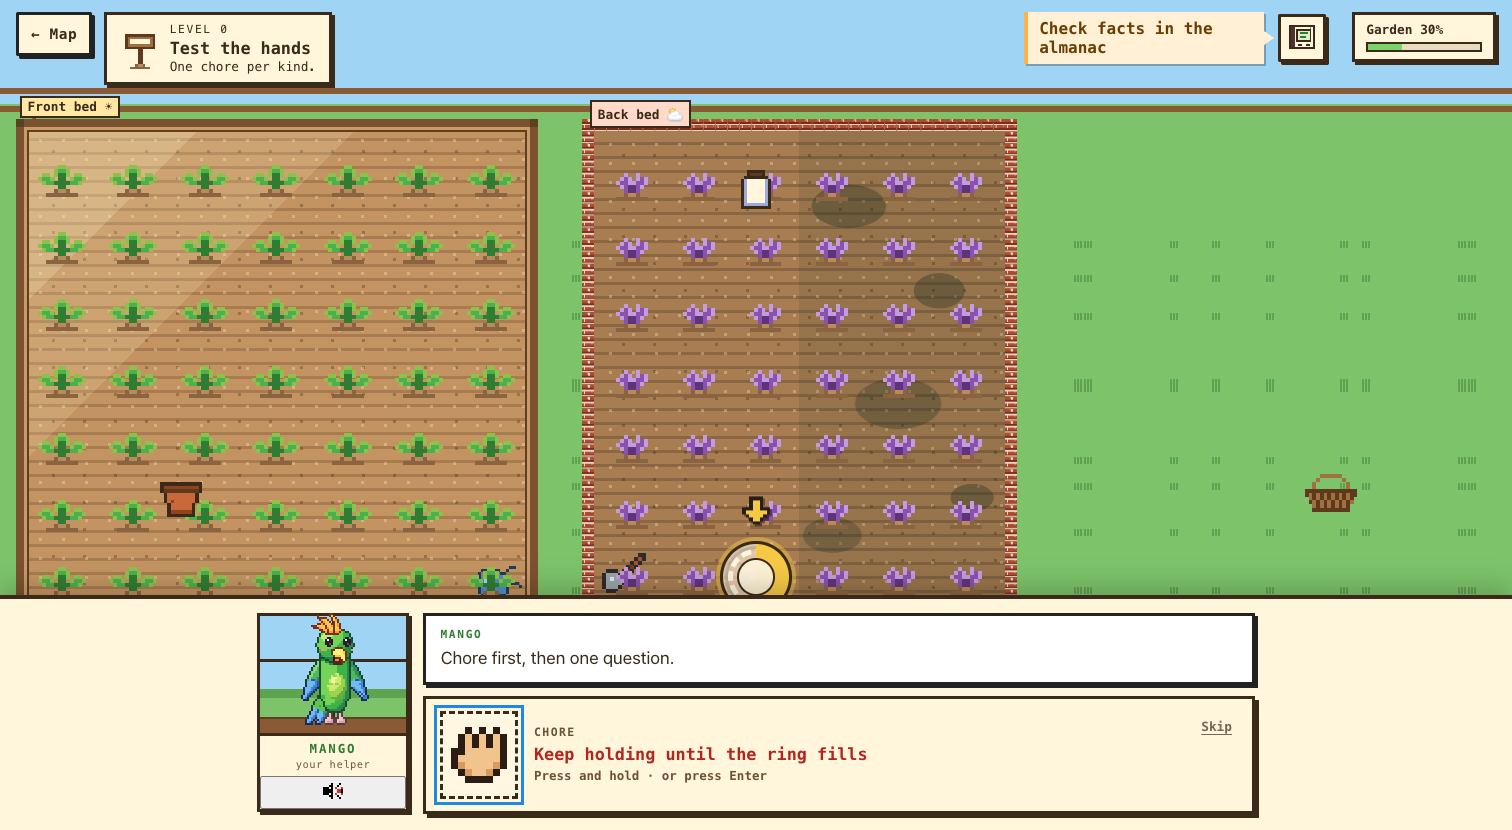 ← Map
LEVEL 0
Test the hands
One chore per kind.
Check facts in the
almanac
Garden 30%
Front bed ☀
Back bed ⛅
MANGO
Chore first, then one question.
MANGO
your helper
CHORE
Keep holding until the ring fills
Press and hold · or press Enter
Skip